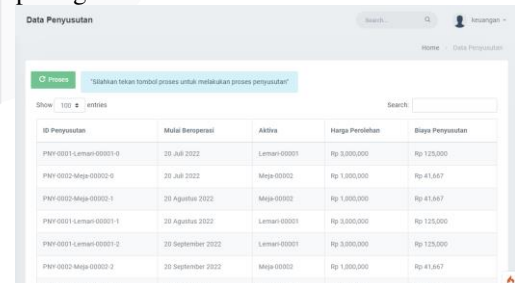 Data Penyusutan
Search...
keuangan
Home
Data Penyusutan
Proses
"Silahkan tekan tombol proses untuk melakukan proses penyusutan"
Show 100 entries
Search:
ID Penyusutan Mulai Beroperasi Aktiva Harga Perolehan Biaya Penyusutan
PNY-0001-Lemari-00001-0 20 Juli 2022 Lemari-00001 Rp 3,000,000 Rp 125,000
PNY-0002-Meja-00002-0 20 Juli 2022 Meja-00002 Rp 1,000,000 Rp 41,667
PNY-0002-Meja-00002-1 20 Agustus 2022 Meja-00002 Rp 1,000,000 Rp 41,667
PNY-0001-Lemari-00001-1 20 Agustus 2022 Lemari-00001 Rp 3,000,000 Rp 125,000
PNY-0001-Lemari-00001-2 20 September 2022 Lemari-00001 Rp 3,000,000 Rp 125,000
PNY-0002-Meja-00002-2 20 September 2022 Meja-00002 Rp 1,000,000 Rp 41,667